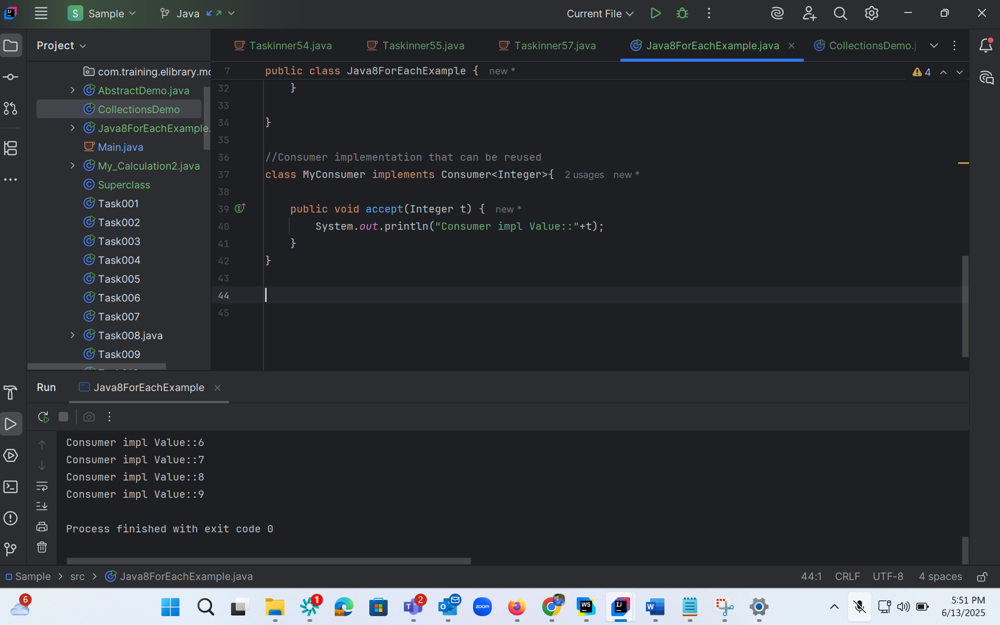 S Sample Java Current File
Project
Taskinner54.java Taskinner55.java Taskinner57.java Java8ForEachExample.java CollectionsDemo.j
com.training.elibrary.mo
AbstractDemo.java
CollectionsDemo
Java8ForEachExample.
Main.java
My_Calculation2.java
Superclass
Task001
Task002
Task003
Task004
Task005
Task006
Task007
Task008.java
Task009
7 public class Java8ForEachExample { new *
4
32 }
33
34 }
35
36 //Consumer implementation that can be reused
37 class MyConsumer implements Consumer<Integer>{ 2 usages new *
38
39 public void accept(Integer t) { new *
40 System.out.println("Consumer impl Value::"+t);
41 }
42 }
43
44
45
Run Java8ForEachExample
Consumer impl Value::6
Consumer impl Value::7
Consumer impl Value::8
Consumer impl Value::9
Process finished with exit code 0
Sample > src > Java8ForEachExample.java 44:1 CRLF UTF-8 4 spaces
6 1 T 2 O zoom WS IJ W 5:51 PM
6/13/2025